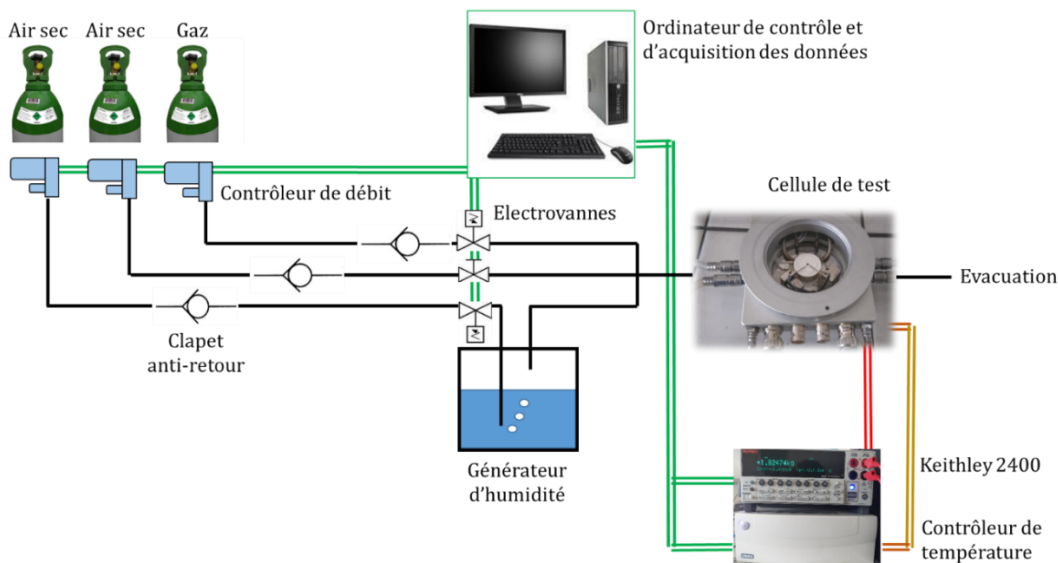 Air sec
Air sec
Gaz
Ordinateur de contrôle et
d’acquisition des données
Contrôleur de débit
Electrovannes
Cellule de test
Evacuation
Clapet
anti-retour
Générateur
d’humidité
Keithley 2400
Contrôleur de
température